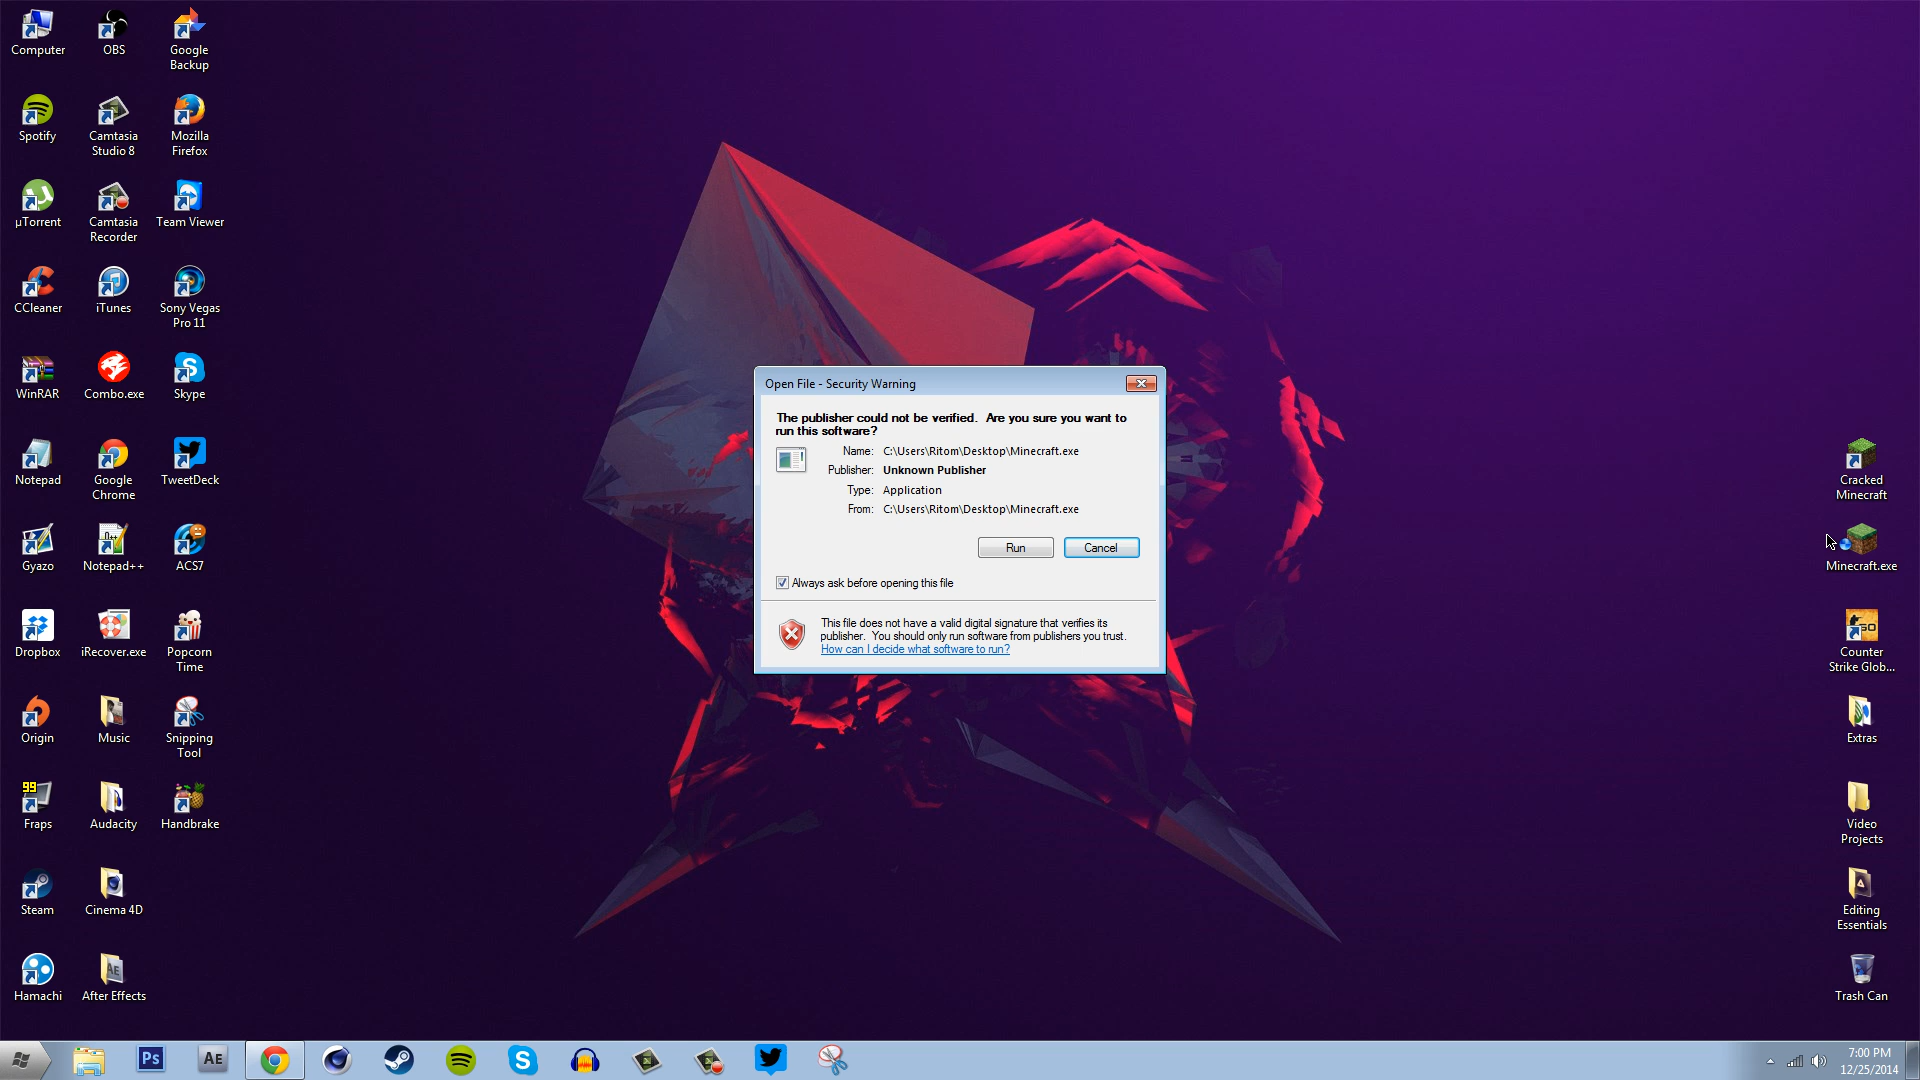 Computer
OBS
Google
Backup
Spotify
Camtasia
Studio 8
Mozilla
Firefox
µTorrent
Camtasia
Recorder
Team Viewer
CCleaner
iTunes
Sony Vegas
Pro 11
WinRAR
Combo.exe
Skype
Notepad
Google
Chrome
TweetDeck
Gyazo
Notepad++
ACS7
Dropbox
iRecover.exe
Popcorn
Time
Origin
Music
Snipping
Tool
99
Fraps
Audacity
Handbrake
Steam
Cinema 4D
Hamachi
AE
After Effects
Open File - Security Warning
The publisher could not be verified.  Are you sure you want to
run this software?
Name: C:\Users\Ritom\Desktop\Minecraft.exe
Publisher: Unknown Publisher
Type: Application
From: C:\Users\Ritom\Desktop\Minecraft.exe
Run
Cancel
Always ask before opening this file
This file does not have a valid digital signature that verifies its
publisher.  You should only run software from publishers you trust.
How can I decide what software to run?
Cracked
Minecraft
Minecraft.exe
GO
Counter
Strike Glob...
Extras
Video
Projects
Editing
Essentials
Trash Can
Ps
AE
7:00 PM
12/25/2014